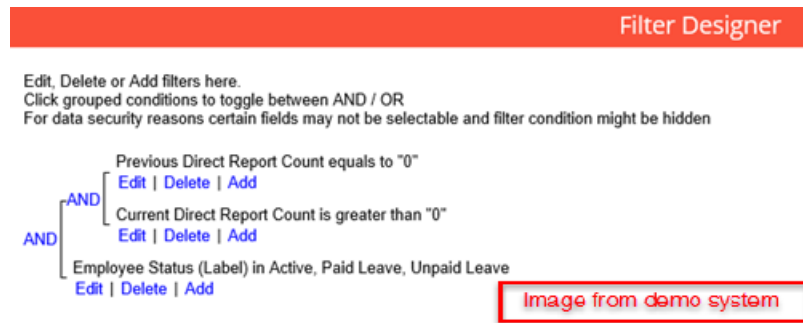 Filter Designer
Edit, Delete or Add filters here.
Click grouped conditions to toggle between AND / OR
For data security reasons certain fields may not be selectable and filter condition might be hidden
Previous Direct Report Count equals to "0"
Edit | Delete | Add
AND
Current Direct Report Count is greater than "0"
Edit | Delete | Add
AND
Employee Status (Label) in Active, Paid Leave, Unpaid Leave
Edit | Delete | Add
Image from demo system